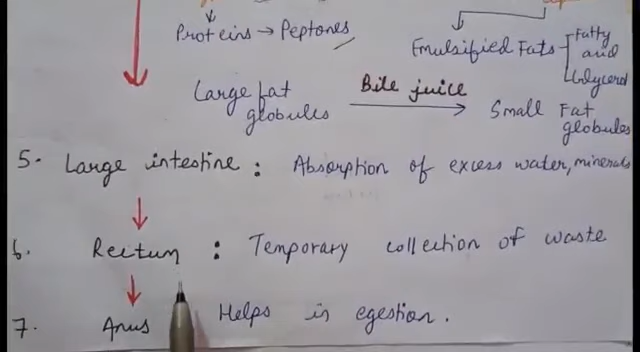 Proteins → Peptones
Emulsified Fats
Fatty
and
Glycerol
Large fat
globules
Bile juice
Small Fat
globules
5. Large intestine : Absorption of excess water, minerals
6. Rectum : Temporary collection of waste
7. Anus Helps in egestion.